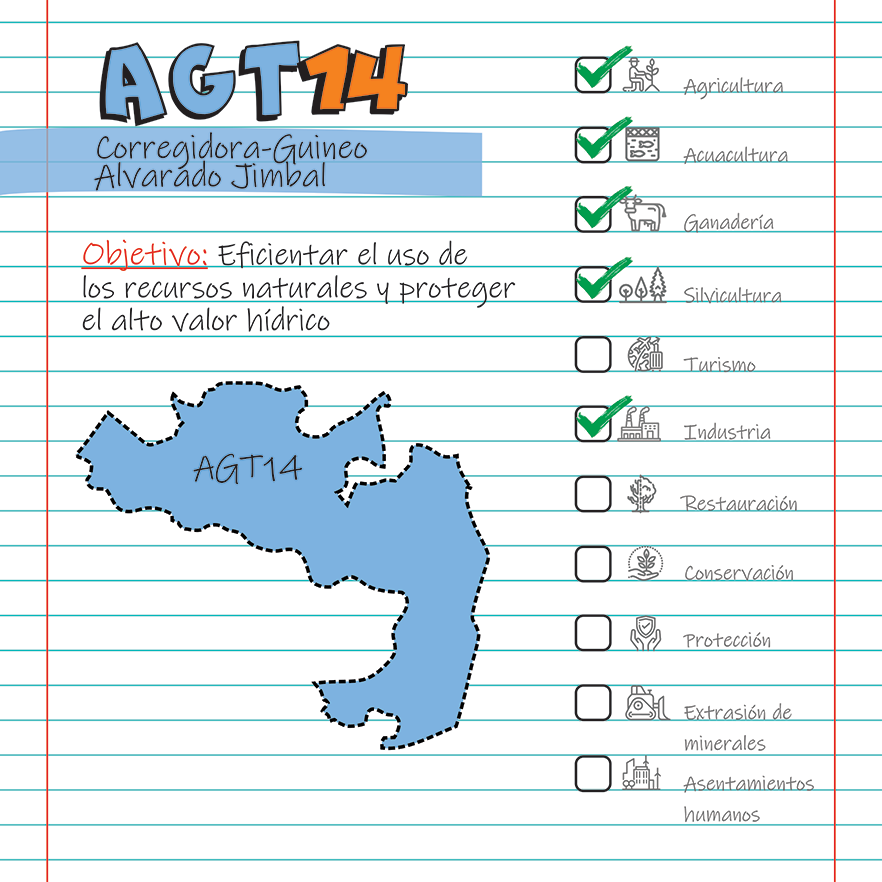 AGT14
Corregidora-Guineo
Alvarado Jimbal
Objetivo: Eficientar el uso de
los recursos naturales y proteger
el alto valor hídrico
AGT14
Agricultura
Acuacultura
Ganadería
Silvicultura
Turismo
Industria
Restauración
Conservación
Protección
Extrasión de
minerales
Asentamientos
humanos